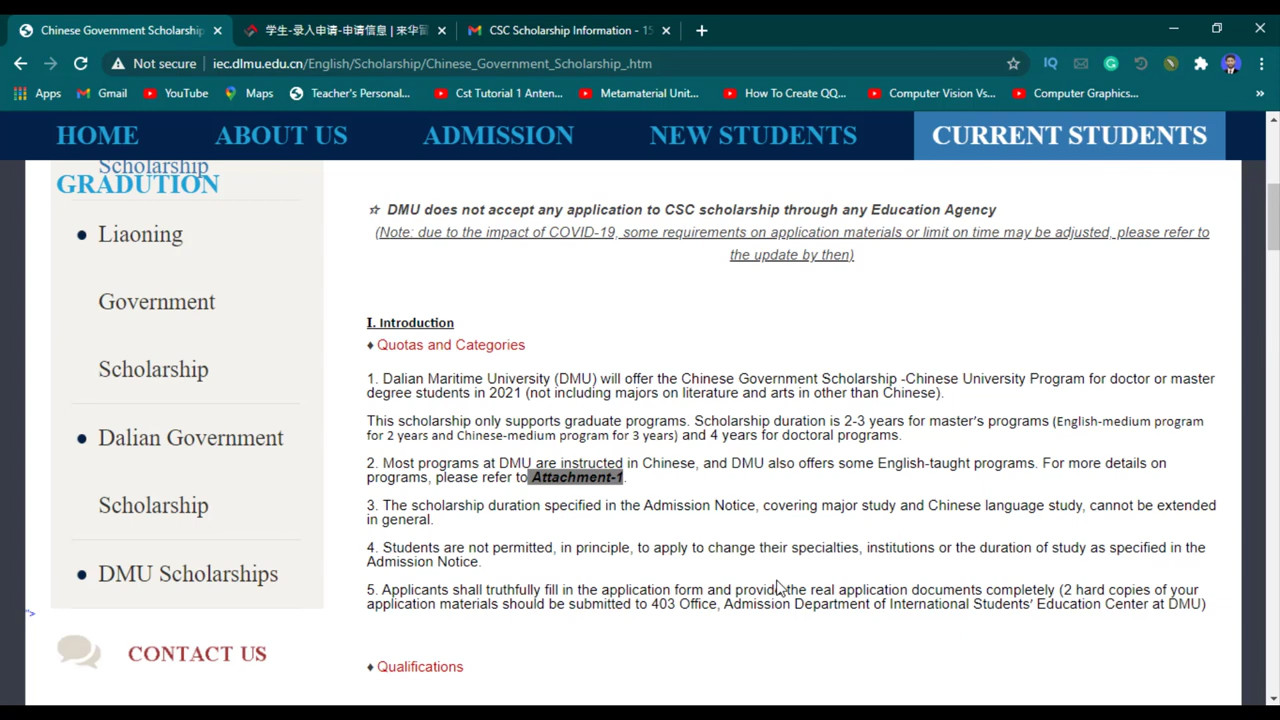 Chinese Government Scholarship
学生-录入申请-申请信息 | 来华留
CSC Scholarship Information - 15
Not secure
iec.dlmu.edu.cn/English/Scholarship/Chinese_Government_Scholarship_.htm
IQ
Apps
Gmail
YouTube
Maps
Teacher's Personal...
Cst Tutorial 1 Anten...
Metamaterial Unit...
How To Create QQ...
Computer Vision Vs...
Computer Graphics...
»
HOME
ABOUT US
ADMISSION
NEW STUDENTS
CURRENT STUDENTS
Scholarship
GRADUTION
Liaoning
Government
Scholarship
Dalian Government
Scholarship
DMU Scholarships
">
CONTACT US
☆ DMU does not accept any application to CSC scholarship through any Education Agency
(Note: due to the impact of COVID-19, some requirements on application materials or limit on time may be adjusted, please refer to
the update by then)
I. Introduction
♦ Quotas and Categories
1. Dalian Maritime University (DMU) will offer the Chinese Government Scholarship -Chinese University Program for doctor or master
degree students in 2021 (not including majors on literature and arts in other than Chinese).
This scholarship only supports graduate programs. Scholarship duration is 2-3 years for master's programs (English-medium program
for 2 years and Chinese-medium program for 3 years) and 4 years for doctoral programs.
2. Most programs at DMU are instructed in Chinese, and DMU also offers some English-taught programs. For more details on
programs, please refer to Attachment-1.
3. The scholarship duration specified in the Admission Notice, covering major study and Chinese language study, cannot be extended
in general.
4. Students are not permitted, in principle, to apply to change their specialties, institutions or the duration of study as specified in the
Admission Notice.
5. Applicants shall truthfully fill in the application form and provide the real application documents completely (2 hard copies of your
application materials should be submitted to 403 Office, Admission Department of International Students' Education Center at DMU)
♦ Qualifications